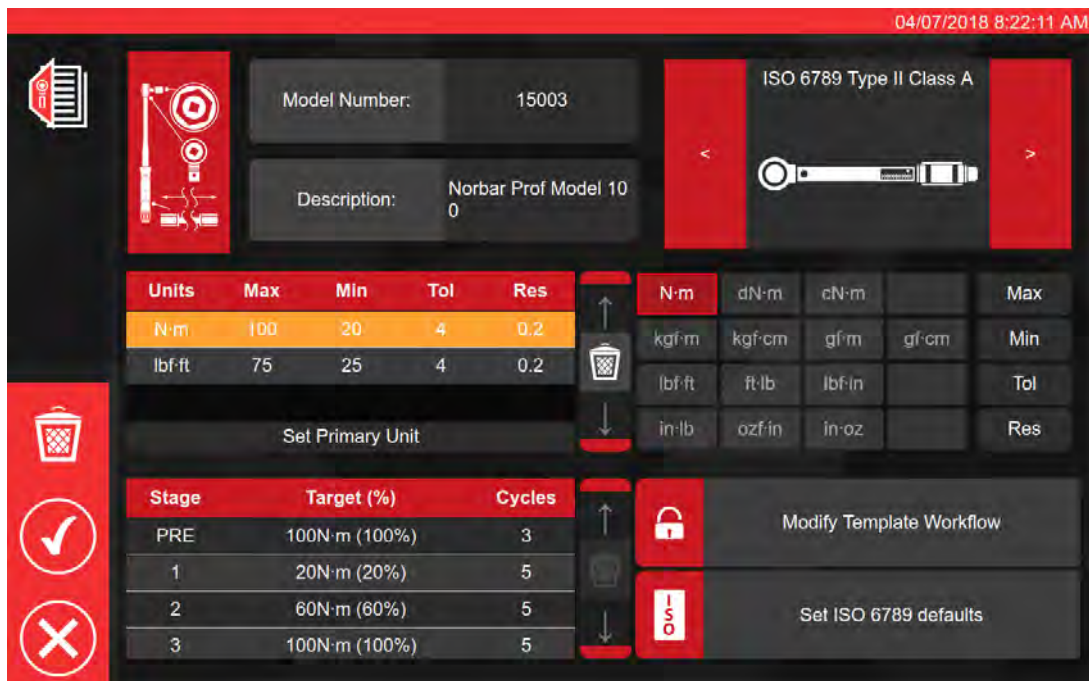 04/07/2018 8:22:11 AM
Model Number: 15003
ISO 6789 Type II Class A
< >
Description: Norbar Prof Model 10
0
Units Max Min Tol Res
N·m 100 20 4 0.2
lbf·ft 75 25 4 0.2
Set Primary Unit
N·m dN·m cN·m Max
kgf·m kgf·cm gf·m gf·cm Min
lbf·ft ft·lb lbf·in Tol
in·lb ozf·in in·oz Res
Stage Target (%) Cycles
PRE 100N·m (100%) 3
1 20N·m (20%) 5
2 60N·m (60%) 5
3 100N·m (100%) 5
Modify Template Workflow
ISO
Set ISO 6789 defaults